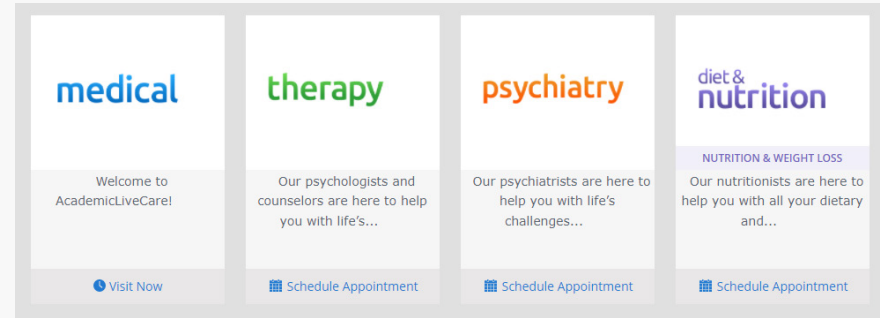 medical
Welcome to
AcademicLiveCare!
Visit Now
therapy
Our psychologists and
counselors are here to help
you with life's...
Schedule Appointment
psychiatry
Our psychiatrists are here to
help you with life's
challenges...
Schedule Appointment
diet &
nutrition
NUTRITION & WEIGHT LOSS
Our nutritionists are here to
help you with all your dietary
and...
Schedule Appointment